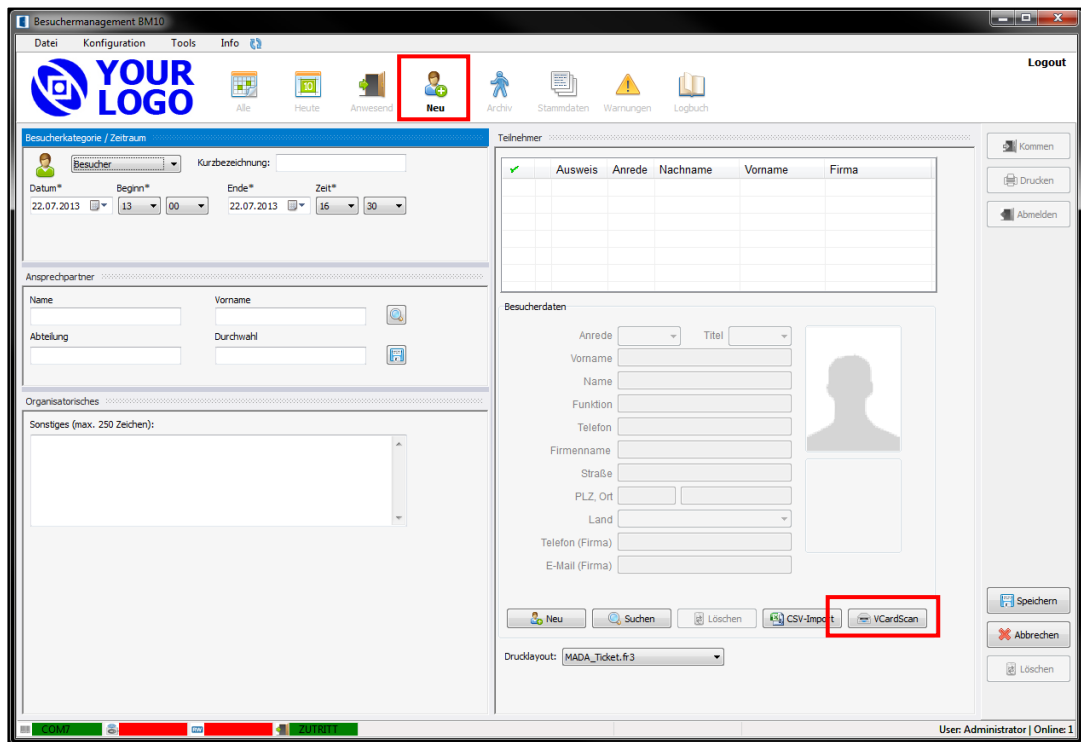 Besuchermanagement BM10
Datei Konfiguration Tools Info
Logout
YOUR
LOGO
Alle Heute Anwesend Neu Archiv Stammdaten Warnungen Logbuch
Besucherkategorie / Zeitraum
Besucher Kurzbezeichnung:
Datum* Beginn* Ende* Zeit*
22.07.2013 13 00 22.07.2013 16 30
Ansprechpartner
Name Vorname
Abteilung Durchwahl
Organisatorisches
Sonstiges (max. 250 Zeichen):
Teilnehmer
Ausweis Anrede Nachname Vorname Firma
Besucherdaten
Anrede Titel
Vorname
Name
Funktion
Telefon
Firmenname
Straße
PLZ, Ort
Land
Telefon (Firma)
E-Mail (Firma)
Neu Suchen Löschen CSV-Import VCardScan
Drucklayout: MADA_Ticket.fr3
Kommen
Drucken
Abmelden
Speichern
Abbrechen
Löschen
COM7 ZUTRITT User: Administrator | Online: 1